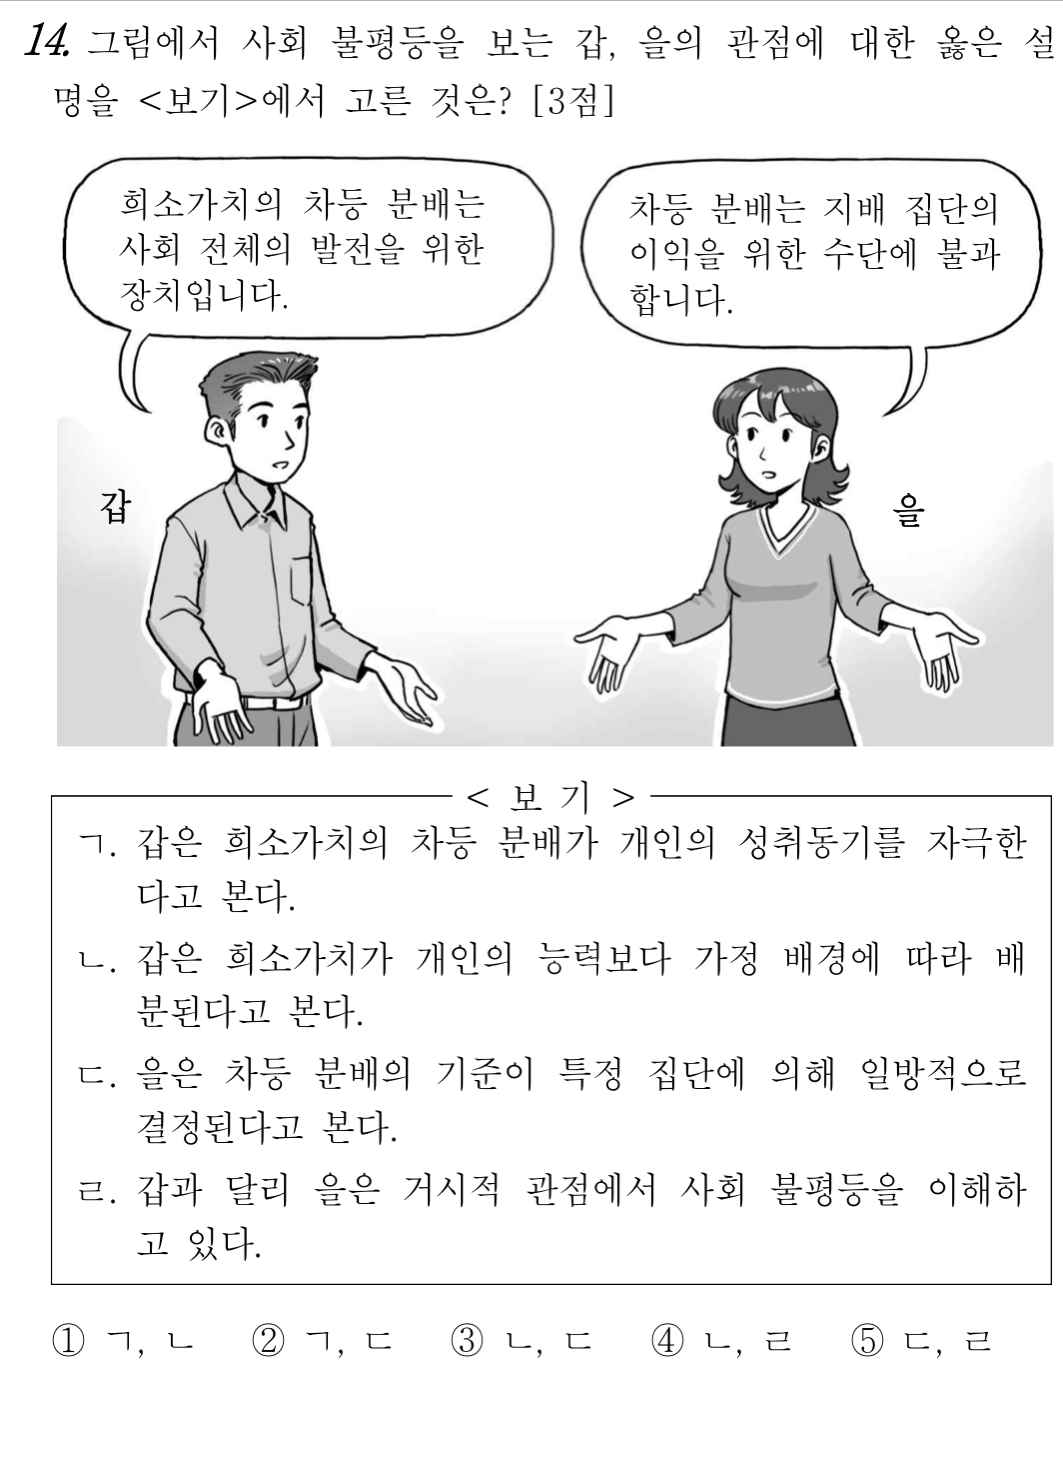 14. 그림에서 사회 불평등을 보는 갑, 을의 관점에 대한 옳은 설
명을 <보기>에서 고른 것은? [3점]
희소가치의 차등 분배는
사회 전체의 발전을 위한
장치입니다.
차등 분배는 지배 집단의
이익을 위한 수단에 불과
합니다.
갑
을
< 보 기 >
ㄱ. 갑은 희소가치의 차등 분배가 개인의 성취동기를 자극한
다고 본다.
ㄴ. 갑은 희소가치가 개인의 능력보다 가정 배경에 따라 배
분된다고 본다.
ㄷ. 을은 차등 분배의 기준이 특정 집단에 의해 일방적으로
결정된다고 본다.
ㄹ. 갑과 달리 을은 거시적 관점에서 사회 불평등을 이해하
고 있다.
① ㄱ, ㄴ ② ㄱ, ㄷ ③ ㄴ, ㄷ ④ ㄴ, ㄹ ⑤ ㄷ, ㄹ